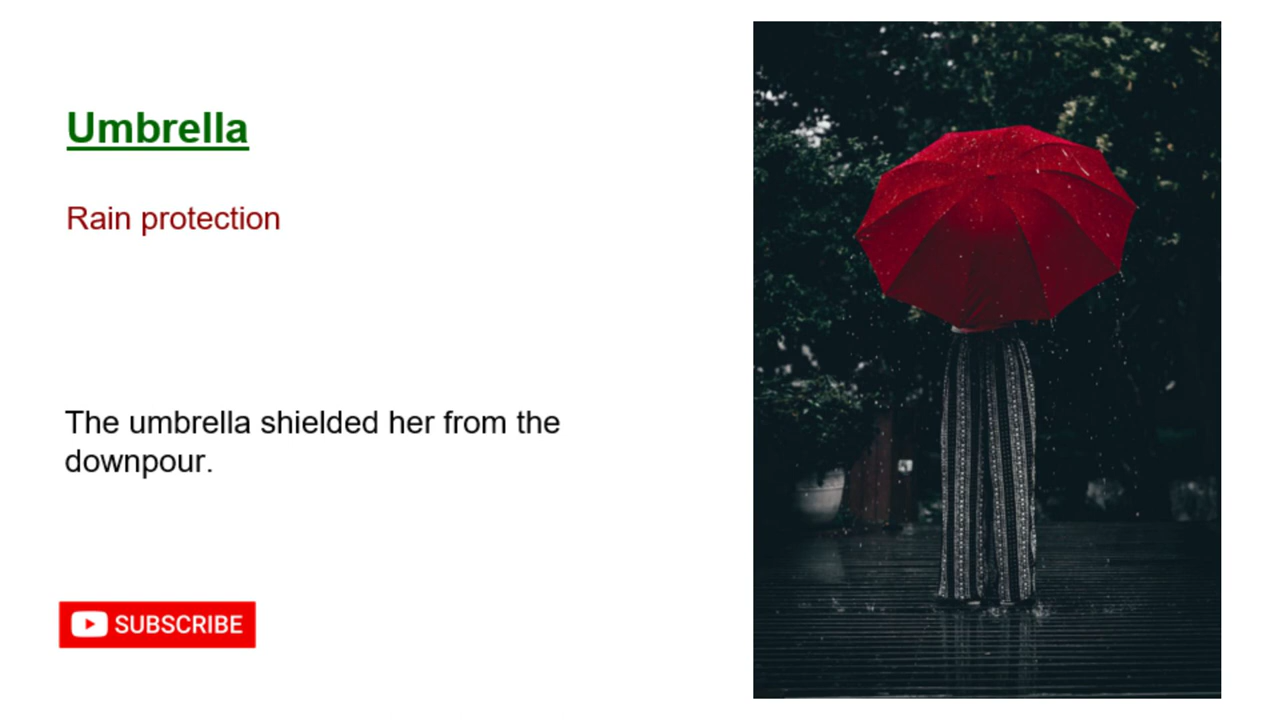 Umbrella
Rain protection
The umbrella shielded her from the
downpour.
SUBSCRIBE